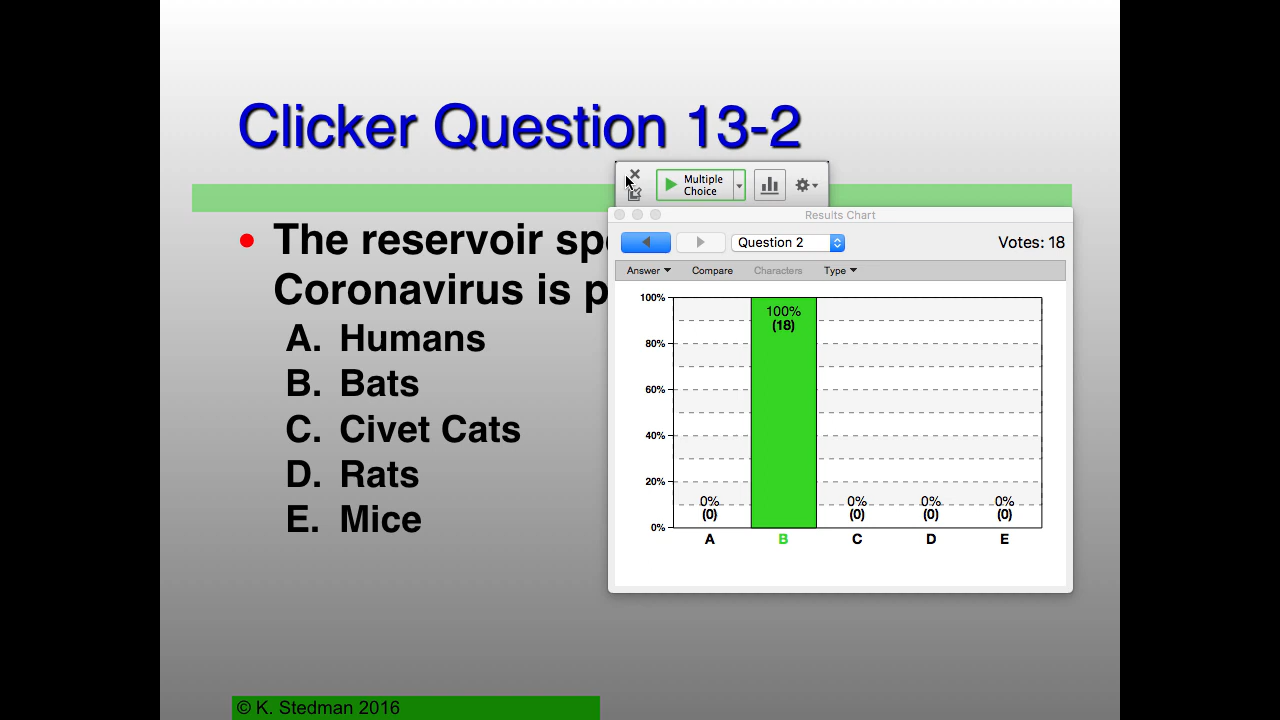 Clicker Question 13-2
Multiple
Choice
Results Chart
Question 2
Votes: 18
Answer
Compare
Characters
Type
The reservoir
Coronavirus is
A. Humans
B. Bats
C. Civet Cats
D. Rats
E. Mice
100%
80%
60%
40%
20%
0%
0%
(0)
100%
(18)
0%
(0)
0%
(0)
0%
(0)
A
B
C
D
E
© K. Stedman 2016